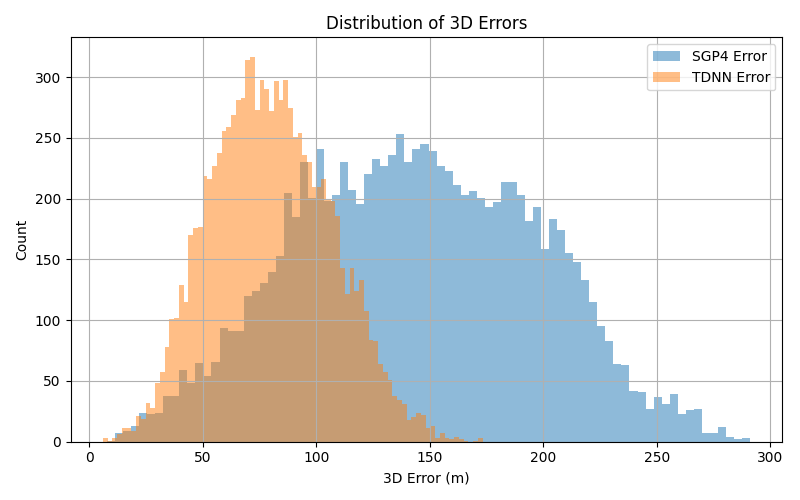 Distribution of 3D Errors
SGP4 Error
TDNN Error
Count
300
250
200
150
100
50
0
0 50 100 150 200 250 300
3D Error (m)